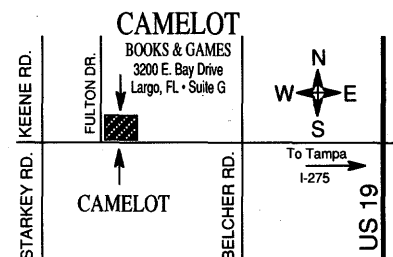 CAMELOT
BOOKS & GAMES
3200 E. Bay Drive
Largo, FL • Suite G
KEENE RD.
FULTON DR.
N
W E
S
To Tampa
I-275
STARKEY RD.
CAMELOT
BELCHER RD.
US 19